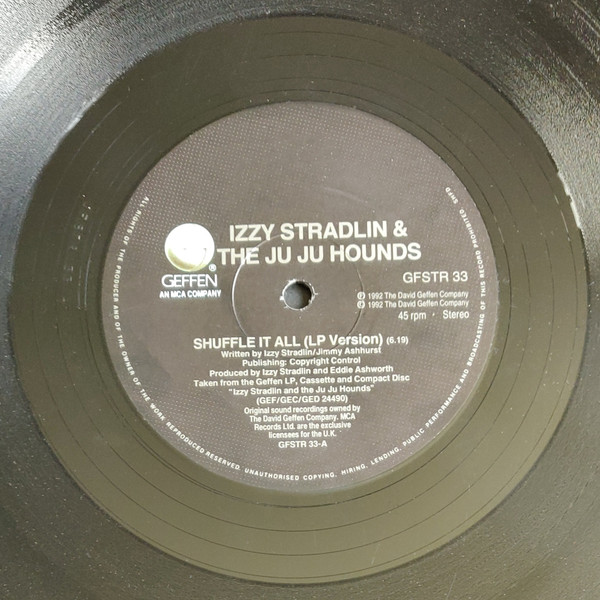 IZZY STRADLIN &
THE JU JU HOUNDS
GEFFEN®
AN MCA COMPANY
GFSTR 33
℗ 1992 The David Geffen Company
© 1992 The David Geffen Company
45 rpm · Stereo
SHUFFLE IT ALL (LP Version) (6.19)
Written by Izzy Stradlin/Jimmy Ashhurst
Publishing: Copyright Control
Produced by Izzy Stradlin and Eddie Ashworth
Taken from the Geffen LP, Cassette and Compact Disc
"Izzy Stradlin and the Ju Ju Hounds"
(GEF/GEC/GED 24490)
Original sound recordings owned by
The David Geffen Company. MCA
Records Ltd. are the exclusive
licensees for the U.K.
GFSTR 33-A
ALL RIGHTS OF THE PRODUCER AND OF THE OWNER OF THE WORK REPRODUCED RESERVED. UNAUTHORISED COPYING, HIRING, LENDING, PUBLIC PERFORMANCE AND BROADCASTING OF THIS RECORD PROHIBITED